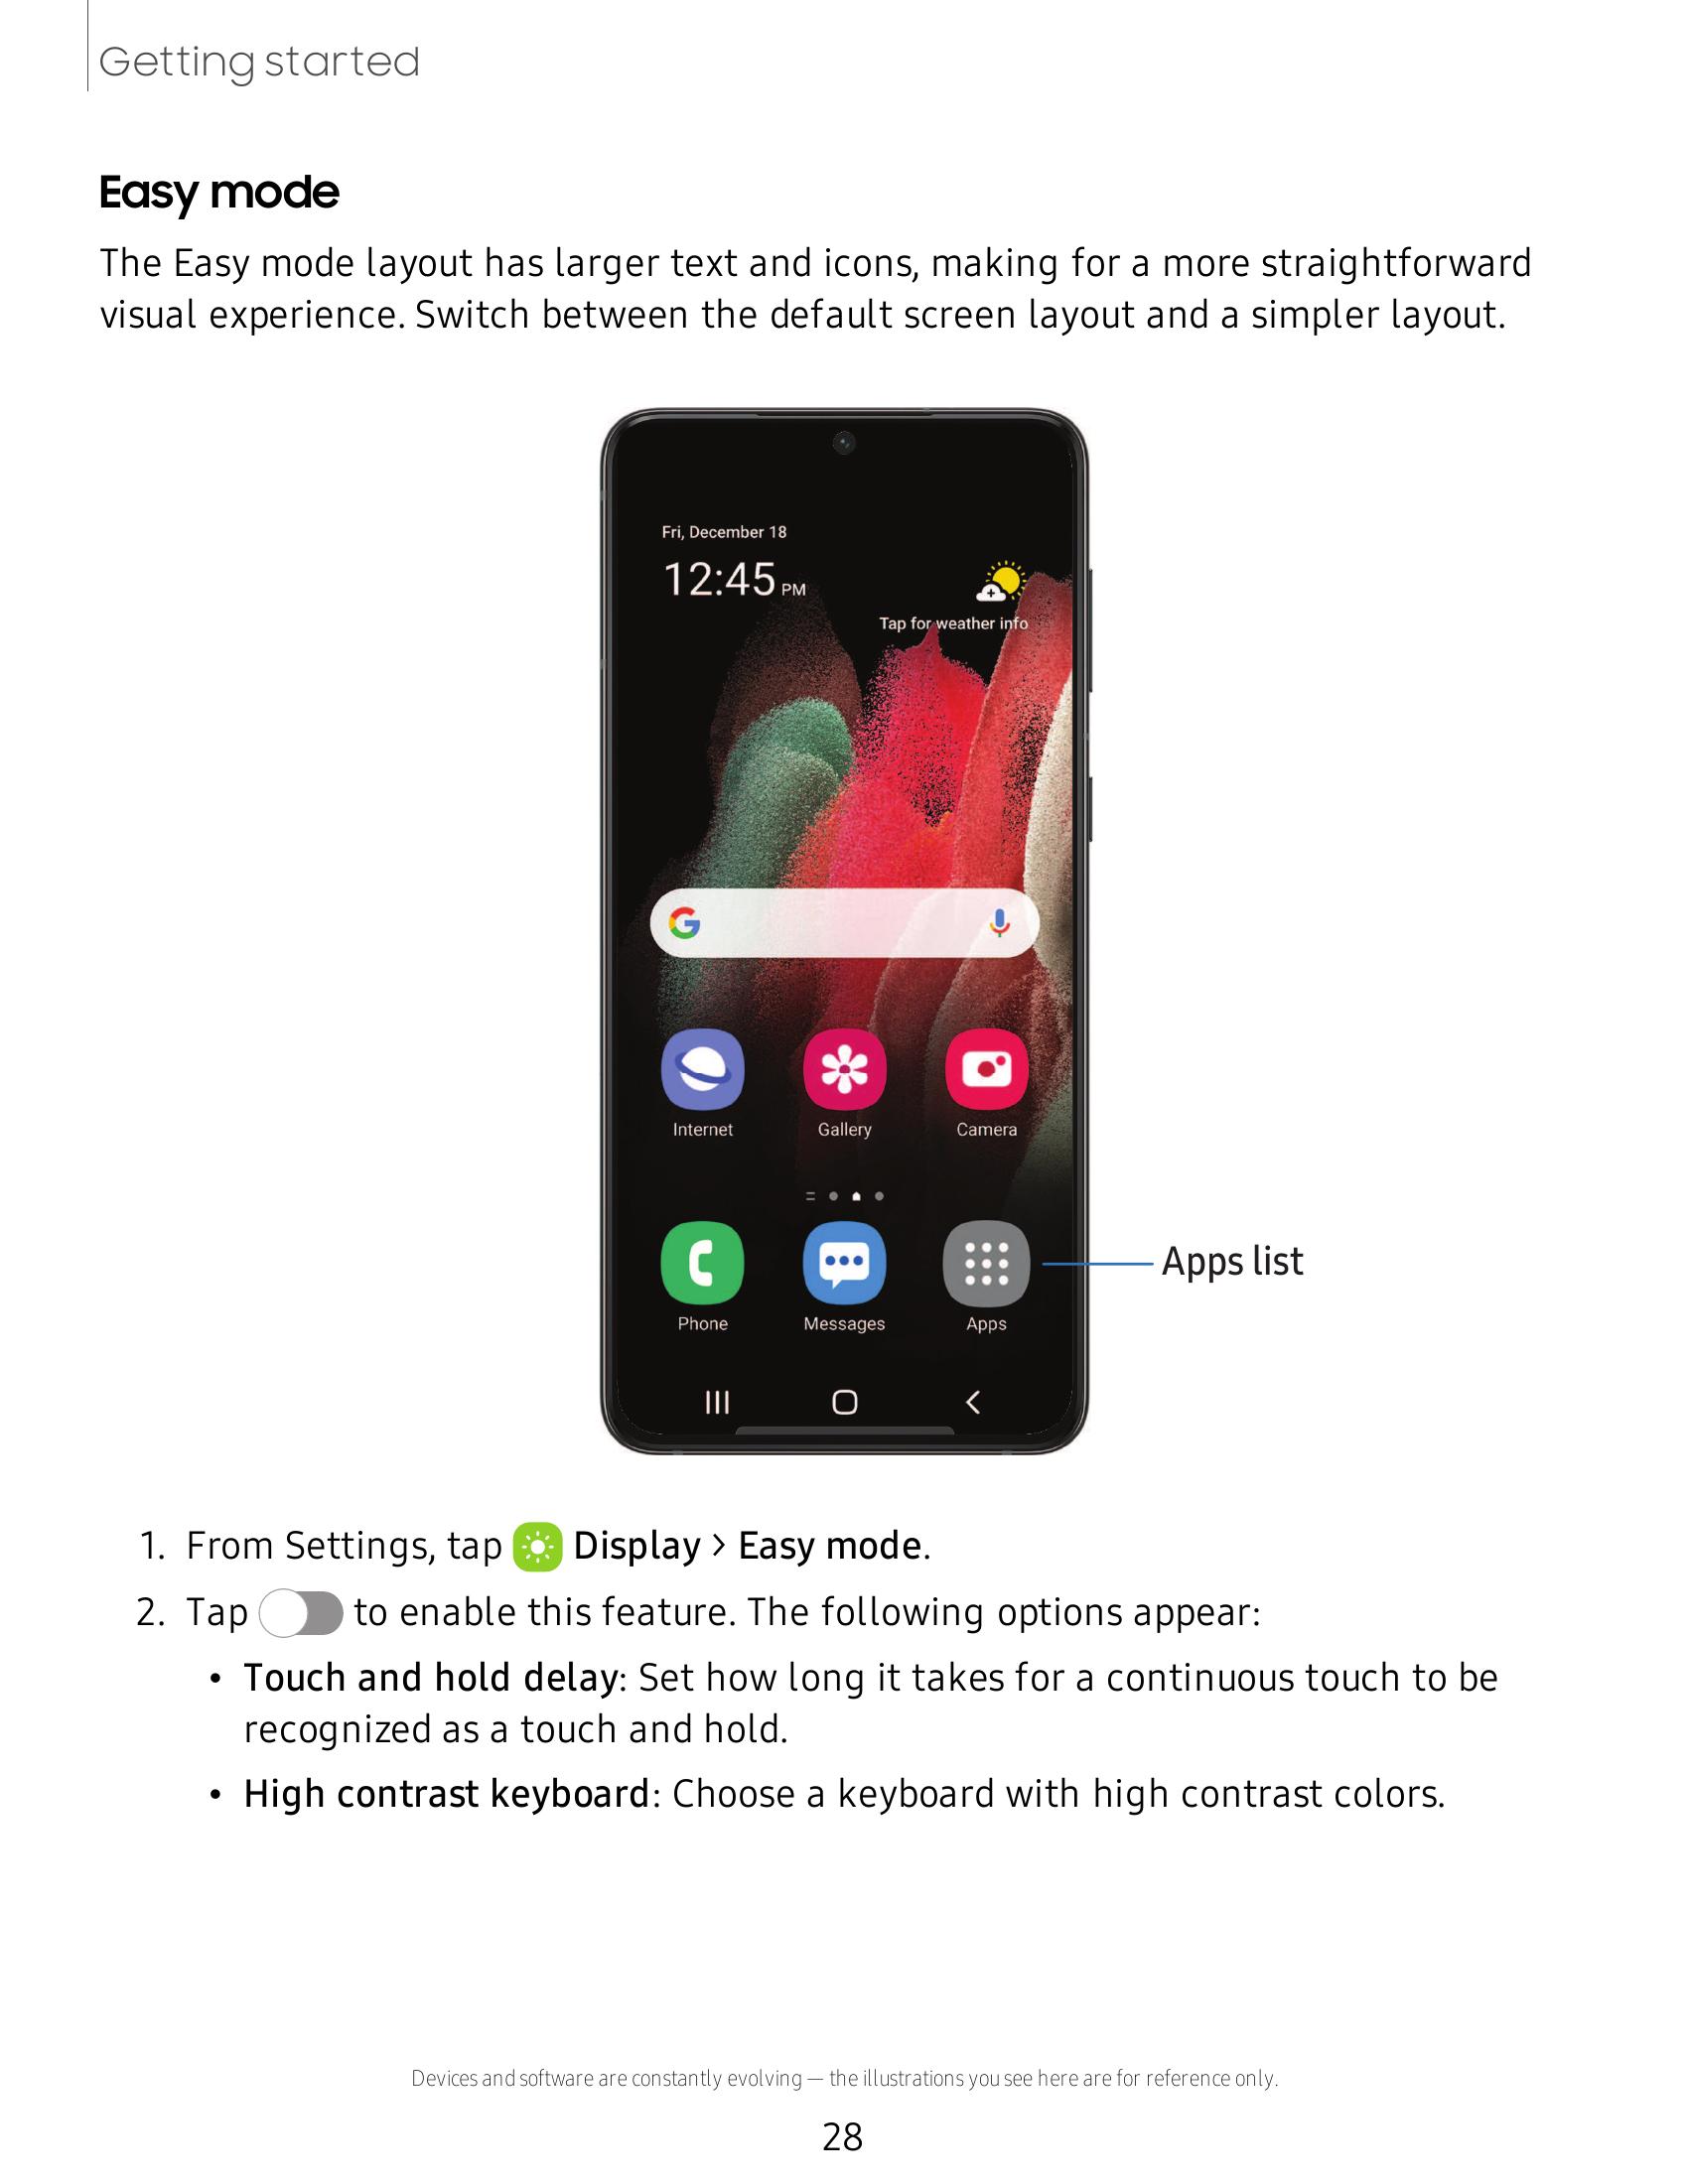 Getting started
Easy mode
The Easy mode layout has larger text and icons, making for a more straightforward
visual experience. Switch between the default screen layout and a simpler layout.
Fri, December 18
12:45 PM
Tap for weather info
Internet Gallery Camera
Phone Messages Apps
Apps list
1. From Settings, tap Display > Easy mode.
2. Tap to enable this feature. The following options appear:
• Touch and hold delay: Set how long it takes for a continuous touch to be
recognized as a touch and hold.
• High contrast keyboard: Choose a keyboard with high contrast colors.
Devices and software are constantly evolving — the illustrations you see here are for reference only.
28